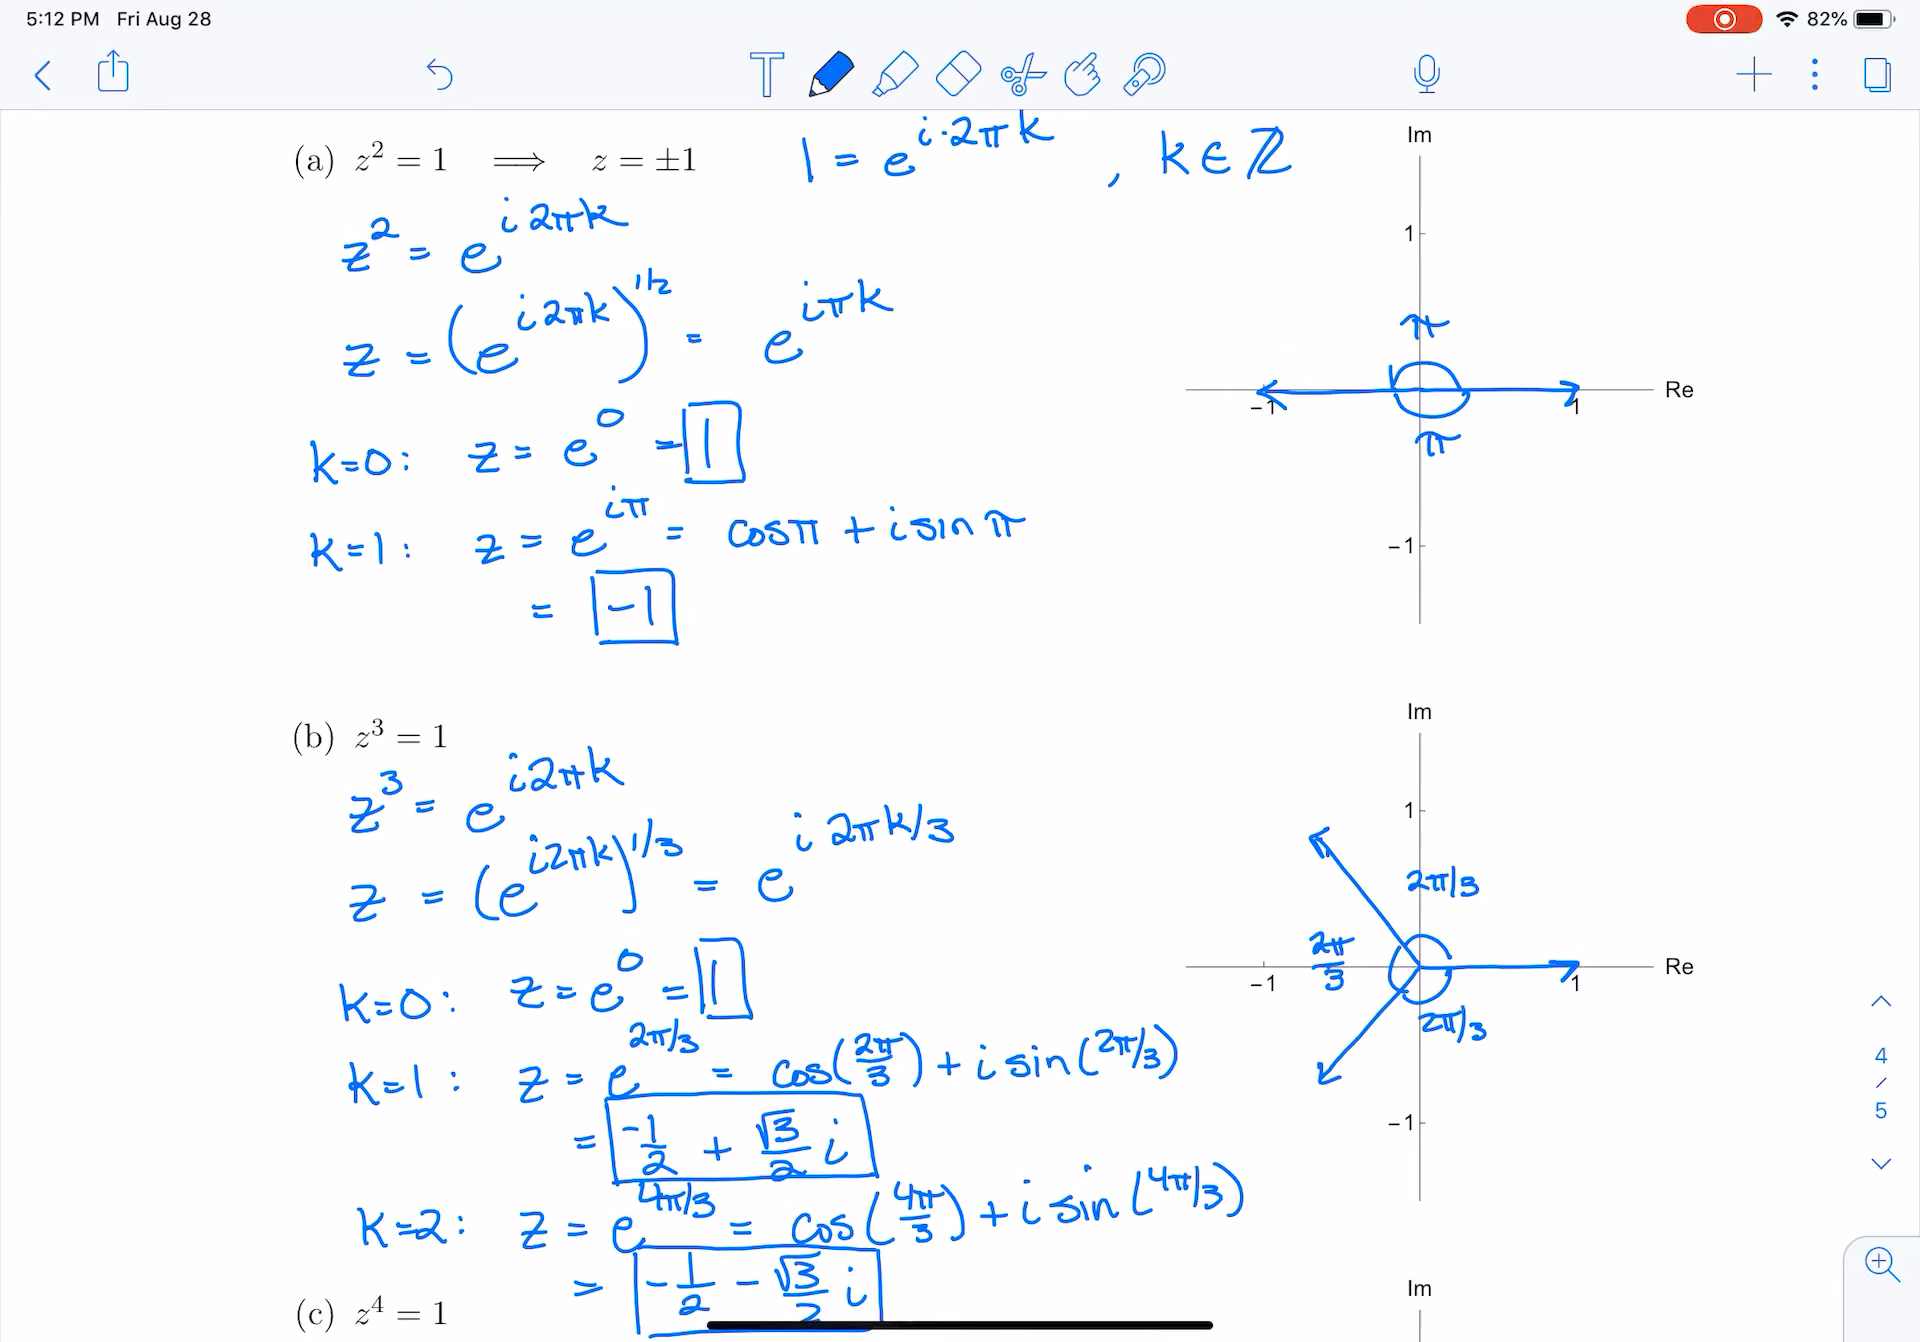 5:12 PM Fri Aug 28 82%
(a) z² = 1 ⟹ z = ±1 1 = e^{i·2πk}, k ∈ ℤ
z² = e^{i2πk}
z = (e^{i2πk})^{1/2} = e^{iπk}
k=0: z = e^0 = 1
k=1: z = e^{iπ} = cosπ + i sin π
= -1
Im
1
π
-1 1 Re
π
-1
(b) z³ = 1
z³ = e^{i2πk}
z = (e^{i2πk})^{1/3} = e^{i2πk/3}
k=0: z = e^0 = 1
k=1: z = e^{2π/3} = cos(2π/3) + i sin(2π/3)
= -1/2 + √3/2 i
k=2: z = e^{4π/3} = cos(4π/3) + i sin(4π/3)
= -1/2 - √3/2 i
Im
1
2π/3
2π/3
-1 1 Re
2π/3
-1
4
/
5
(c) z⁴ = 1
Im